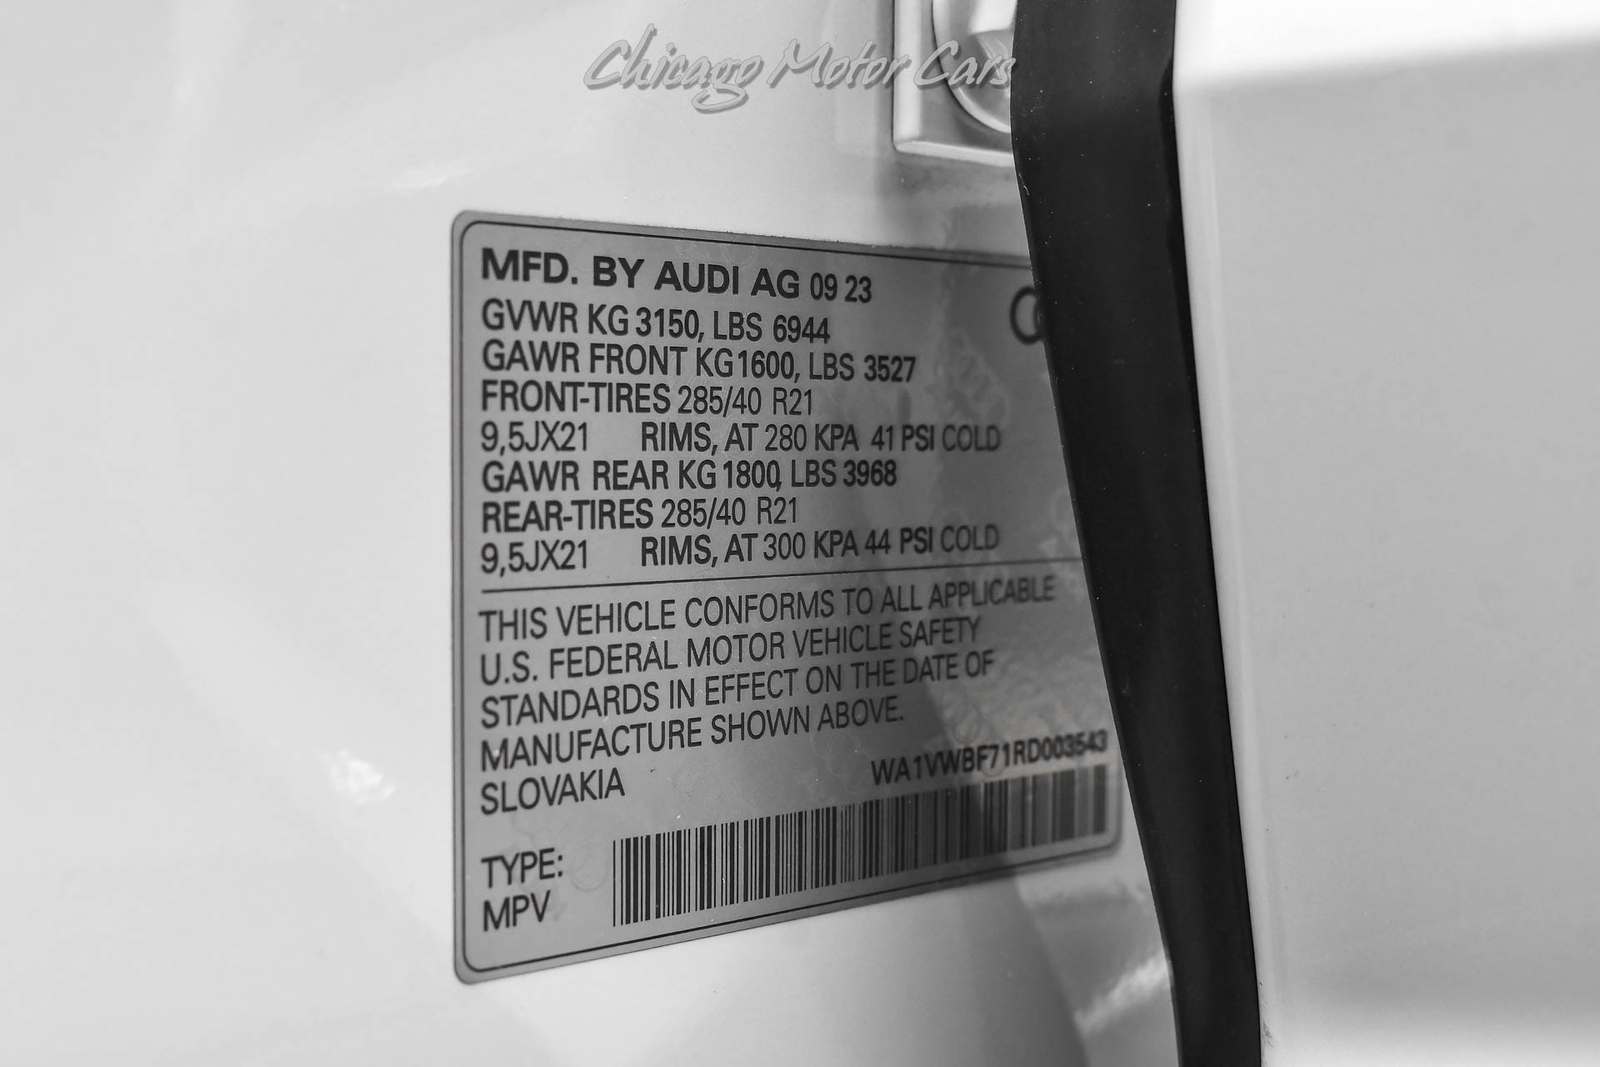 Chicago Motor Cars
MFD. BY AUDI AG 09 23
GVWR KG 3150, LBS 6944
GAWR FRONT KG 1600, LBS 3527
FRONT-TIRES 285/40 R21
9,5JX21 RIMS, AT 280 KPA 41 PSI COLD
GAWR REAR KG 1800, LBS 3968
REAR-TIRES 285/40 R21
9,5JX21 RIMS, AT 300 KPA 44 PSI COLD
THIS VEHICLE CONFORMS TO ALL APPLICABLE
U.S. FEDERAL MOTOR VEHICLE SAFETY
STANDARDS IN EFFECT ON THE DATE OF
MANUFACTURE SHOWN ABOVE.
SLOVAKIA
WA1VWBF71RD003543
TYPE:
MPV